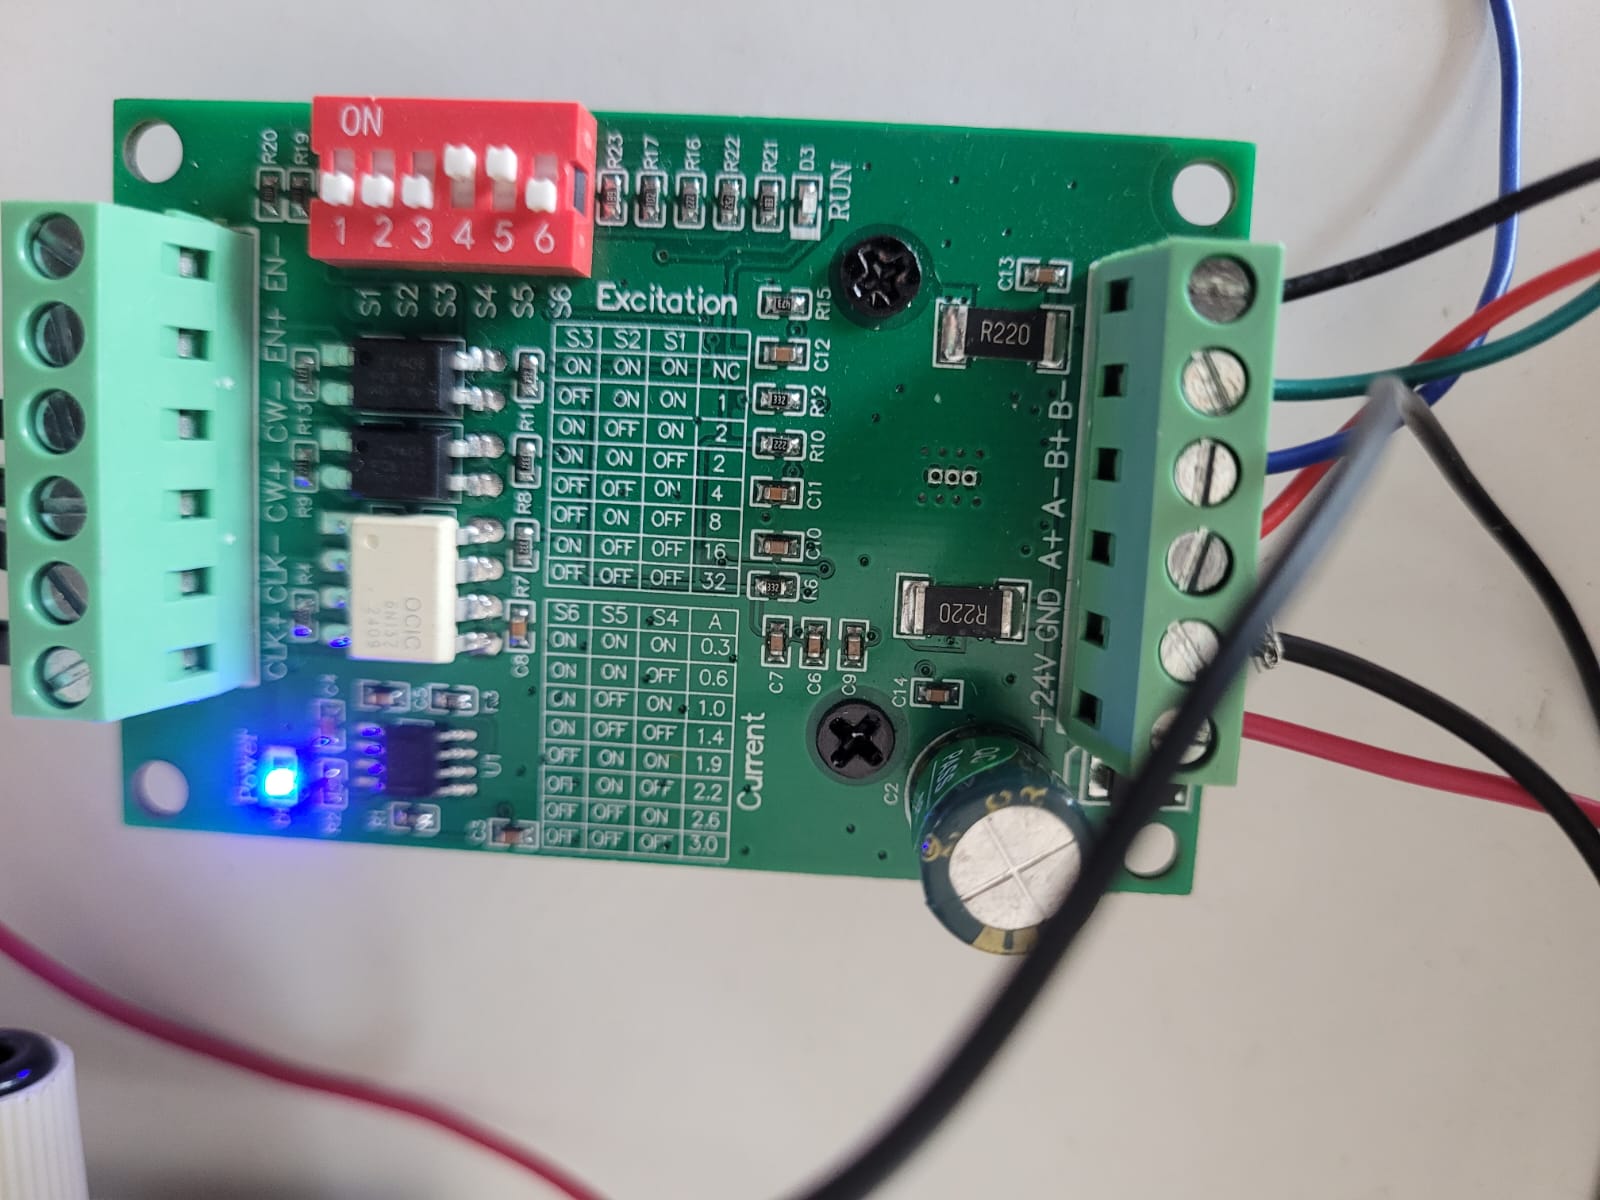 ON
1 2 3 4 5 6
R20
R19
R23
R17
R16
R22
R21
D3
RUN
S1
S2
S3
S4
S5
S6
EN-
EN+
CW-
CW+
CLK-
CLK+
Excitation
S3 S2 S1
ON ON ON NC
OFF ON ON 1
ON OFF ON 2
ON ON OFF 2
OFF OFF ON 4
OFF ON OFF 8
ON OFF OFF 16
OFF OFF OFF 32
S6 S5 S4 A
ON ON ON 0.3
ON ON OFF 0.6
ON OFF ON 1.0
ON OFF OFF 1.4
OFF ON ON 1.9
OFF ON OFF 2.2
OFF OFF ON 2.6
OFF OFF OFF 3.0
Current
R13
R9
R4
R11
R8
R7
C8
R15
C12
R12
R10
C11
C10
R6
C7
C6
C9
C13
C14
R220
R220
B-
B+
A-
A+
GND
+24V
C2
C4
C5
U1
R1
R2
C3
Power
OCIC
6N137
2409